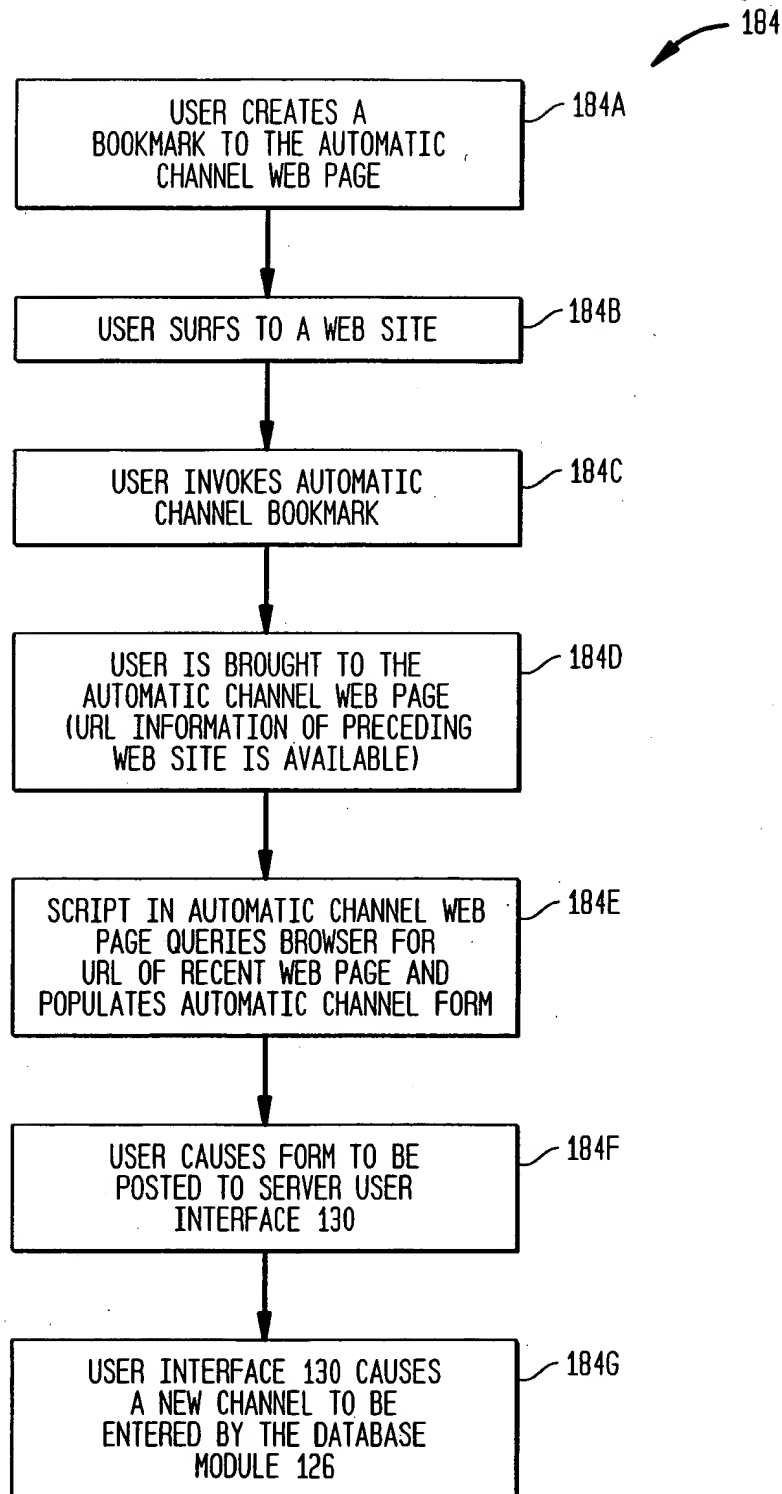 184
USER CREATES A
BOOKMARK TO THE AUTOMATIC
CHANNEL WEB PAGE
184A
USER SURFS TO A WEB SITE
184B
USER INVOKES AUTOMATIC
CHANNEL BOOKMARK
184C
USER IS BROUGHT TO THE
AUTOMATIC CHANNEL WEB PAGE
(URL INFORMATION OF PRECEDING
WEB SITE IS AVAILABLE)
184D
SCRIPT IN AUTOMATIC CHANNEL WEB
PAGE QUERIES BROWSER FOR
URL OF RECENT WEB PAGE AND
POPULATES AUTOMATIC CHANNEL FORM
184E
USER CAUSES FORM TO BE
POSTED TO SERVER USER
INTERFACE 130
184F
USER INTERFACE 130 CAUSES
A NEW CHANNEL TO BE
ENTERED BY THE DATABASE
MODULE 126
184G